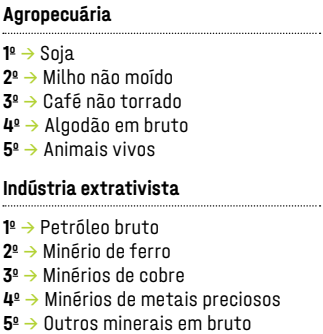 Agropecuária
1º → Soja
2º → Milho não moído
3º → Café não torrado
4º → Algodão em bruto
5º → Animais vivos
Indústria extrativista
1º → Petróleo bruto
2º → Minério de ferro
3º → Minérios de cobre
4º → Minérios de metais preciosos
5º → Outros minerais em bruto